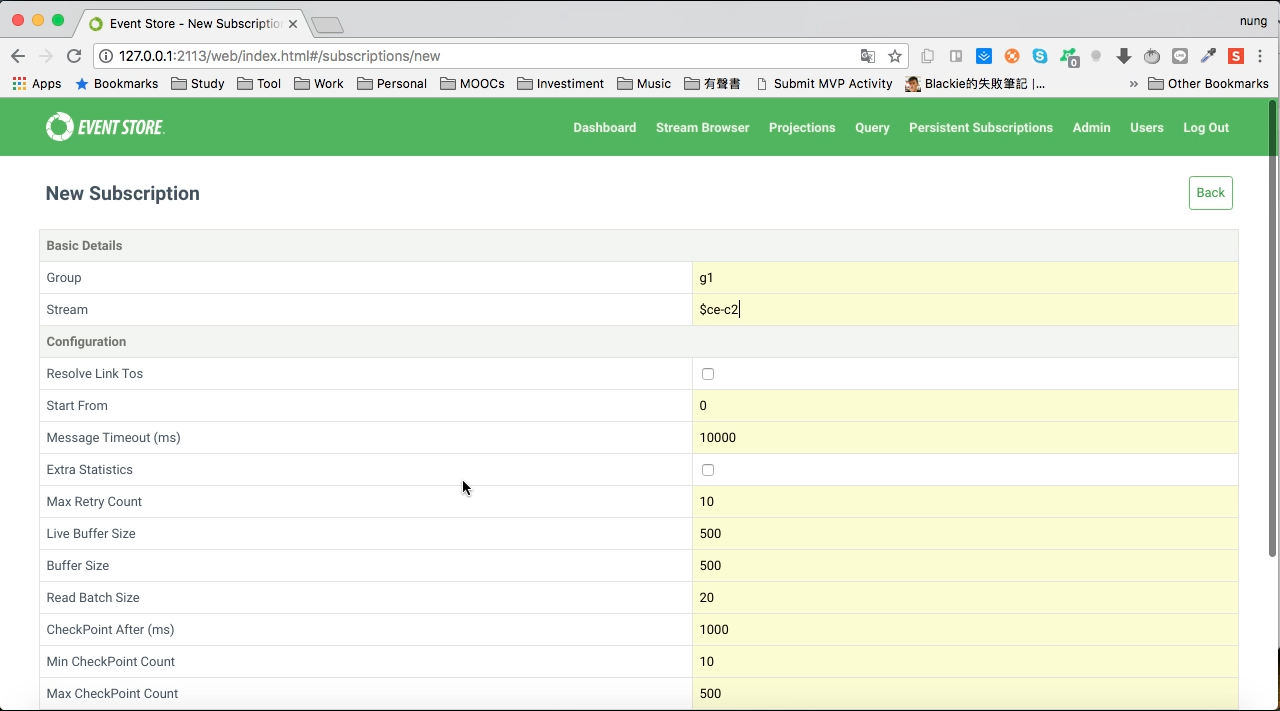 Event Store - New Subscriptio
nung
127.0.0.1:2113/web/index.html#/subscriptions/new
0
S
Apps Bookmarks Study Tool Work Personal MOOCs Investiment Music 有聲書 Submit MVP Activity Blackie的失敗筆記 |... » Other Bookmarks
EVENT STORE
Dashboard Stream Browser Projections Query Persistent Subscriptions Admin Users Log Out
New Subscription
Back
Basic Details
Group g1
Stream $ce-c2
Configuration
Resolve Link Tos
Start From 0
Message Timeout (ms) 10000
Extra Statistics
Max Retry Count 10
Live Buffer Size 500
Buffer Size 500
Read Batch Size 20
CheckPoint After (ms) 1000
Min CheckPoint Count 10
Max CheckPoint Count 500